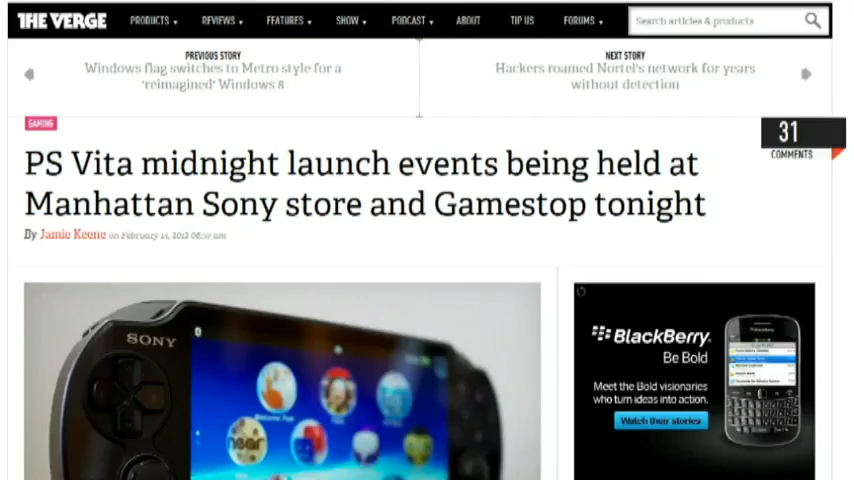 THE VERGE
PRODUCTS REVIEWS FEATURES SHOW PODCAST ABOUT TIP US FORUMS Search articles & products
PREVIOUS STORY
Windows flag switches to Metro style for a
'reimagined' Windows 8
NEXT STORY
Hackers roamed Nortel's network for years
without detection
GAMING
31
COMMENTS
PS Vita midnight launch events being held at
Manhattan Sony store and Gamestop tonight
By Jamie Keene on February 14, 2012
SONY
near
BlackBerry.
Be Bold
Meet the Bold visionaries
who turn ideas into action.
Watch their stories